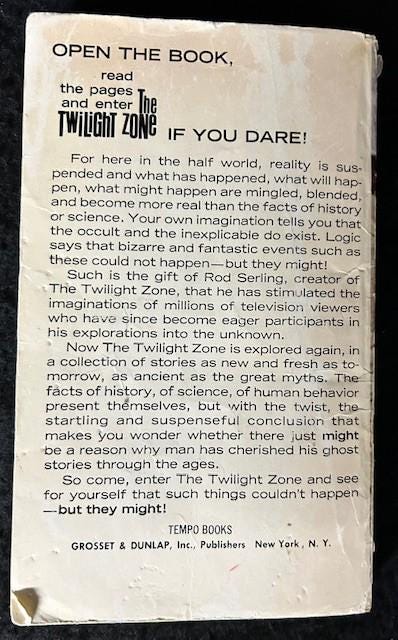 OPEN THE BOOK,
read
the pages
and enter The
TWILIGHT ZONE IF YOU DARE!
For here in the half world, reality is sus-
pended and what has happened, what will hap-
pen, what might happen are mingled, blended,
and become more real than the facts of history
or science. Your own imagination tells you that
the occult and the inexplicable do exist. Logic
says that bizarre and fantastic events such as
these could not happen—but they might!
Such is the gift of Rod Serling, creator of
The Twilight Zone, that he has stimulated the
imaginations of millions of television viewers
who have since become eager participants in
his explorations into the unknown.
Now The Twilight Zone is explored again, in
a collection of stories as new and fresh as to-
morrow, as ancient as the great myths. The
facts of history, of science, of human behavior
present themselves, but with the twist, the
startling and suspenseful conclusion that
makes you wonder whether there just might
be a reason why man has cherished his ghost
stories through the ages.
So come, enter The Twilight Zone and see
for yourself that such things couldn't happen
—but they might!
TEMPO BOOKS
GROSSET & DUNLAP, Inc., Publishers New York, N. Y.